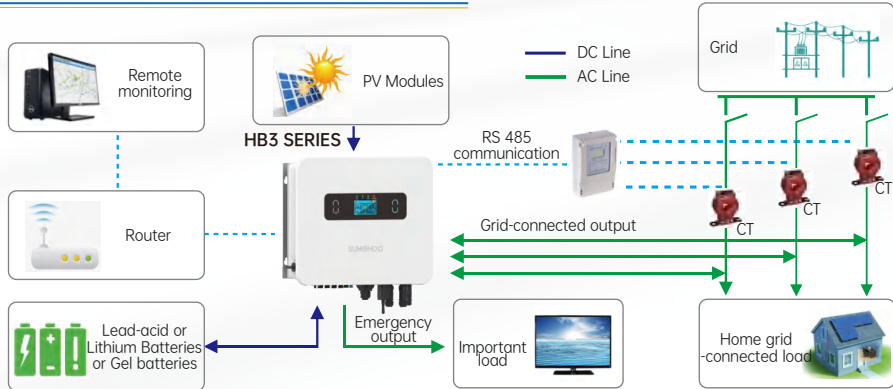 Remote
monitoring
PV Modules
DC Line
AC Line
Grid
HB3 SERIES
RS 485
communication
CT
CT
CT
Router
Grid-connected output
Lead-acid or
Lithium Batteries
or Gel batteries
Emergency
output
Important
load
Home grid
-connected load